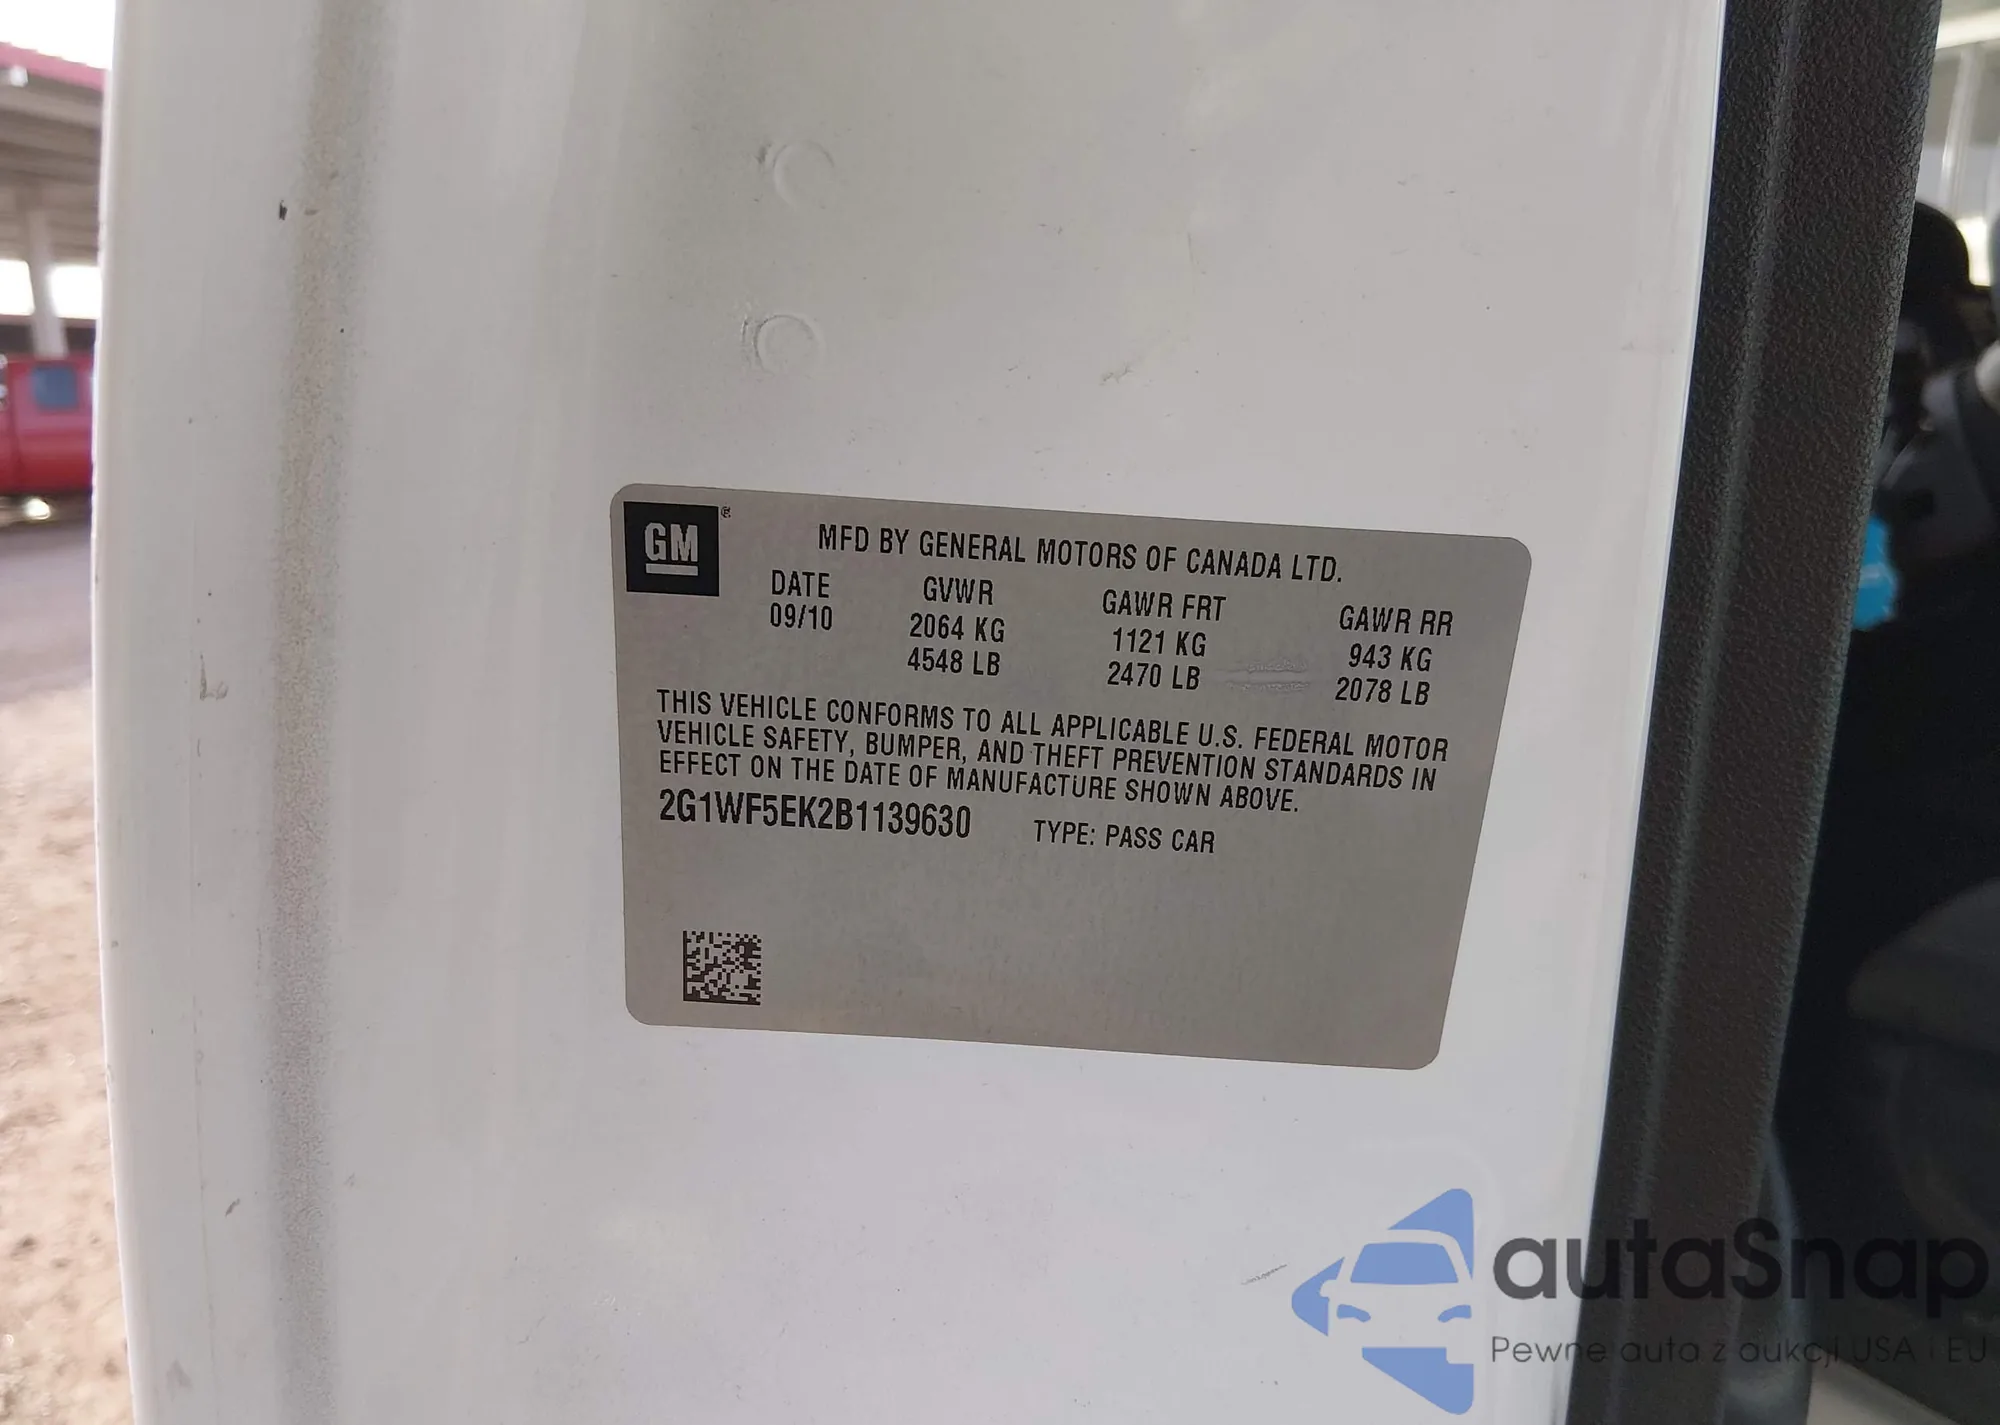 GM
MFD BY GENERAL MOTORS OF CANADA LTD.
DATE GVWR GAWR FRT GAWR RR
09/10 2064 KG 1121 KG 943 KG
4548 LB 2470 LB 2078 LB
THIS VEHICLE CONFORMS TO ALL APPLICABLE U.S. FEDERAL MOTOR
VEHICLE SAFETY, BUMPER, AND THEFT PREVENTION STANDARDS IN
EFFECT ON THE DATE OF MANUFACTURE SHOWN ABOVE.
2G1WF5EK2B1139630 TYPE: PASS CAR
autaSnap
Pewne auta z aukcji USA i EU